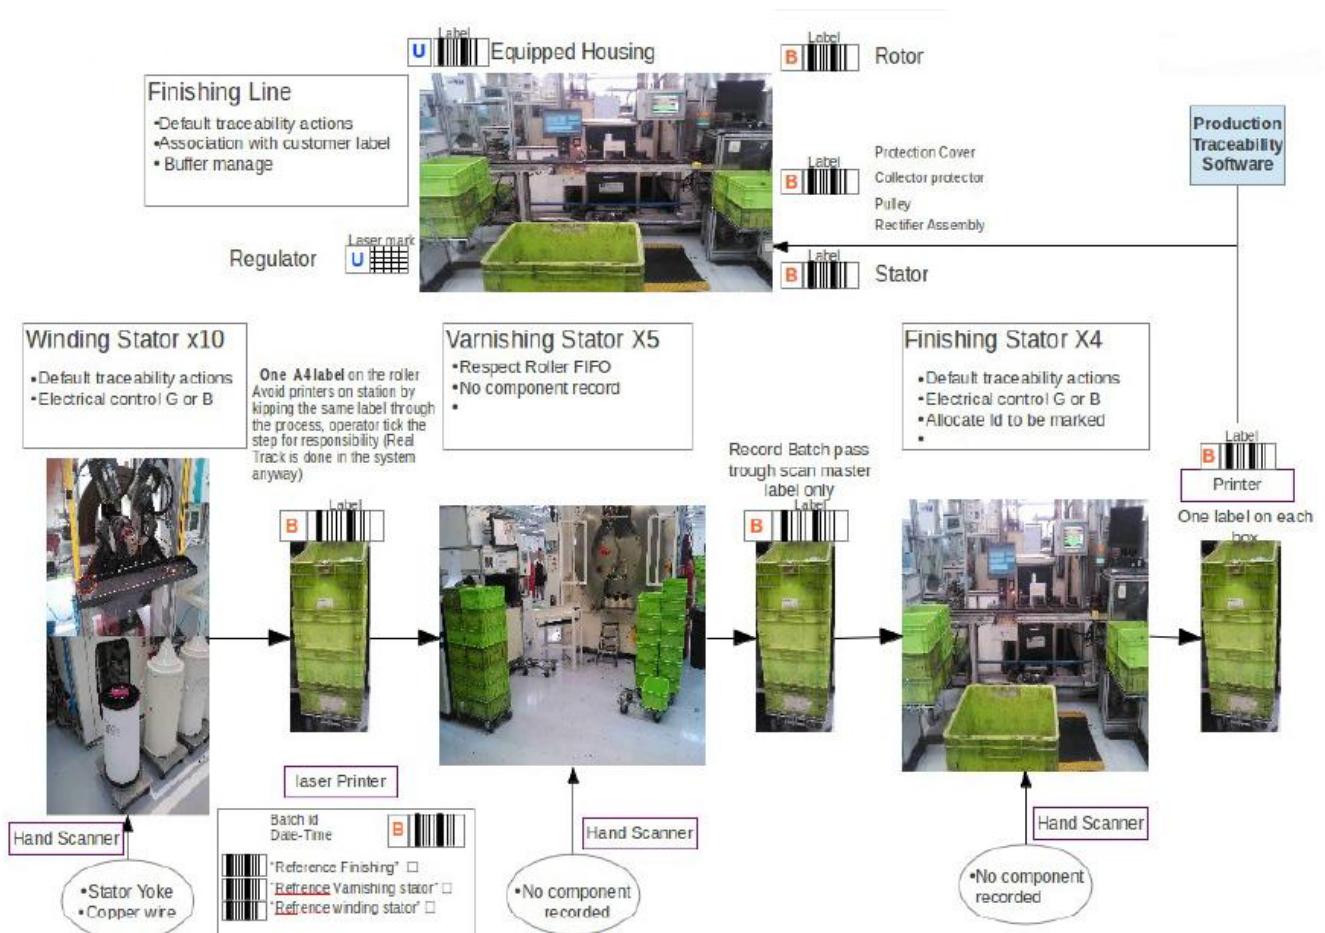 Label
U
Equipped Housing
Label
B
Rotor
Finishing Line
•Default traceability actions
•Association with customer label
• Buffer manage
Production
Traceability
Software
Label
B
Protection Cover
Collector protector
Pulley
Rectifier Assembly
Regulator
Laser mark
U
Label
B
Stator
Winding Stator x10
•Default traceability actions
•Electrical control G or B
One A4 label on the roller
Avoid printers on station by
kipping the same label through
the process, operator tick the
step for responsibility (Real
Track is done in the system
anyway)
Varnishing Stator X5
•Respect Roller FIFO
•No component record
•
Finishing Stator X4
•Default traceability actions
•Electrical control G or B
•Allocate Id to be marked
•
Record Batch pass
trough scan master
label only
Label
B
Label
B
Label
B
Printer
One label on each
box
laser Printer
Hand Scanner
•Stator Yoke
•Copper wire
Batch id
Date-Time
B
"Reference Finishing" ☐
"Refrence Varnishing stator" ☐
"Refrence winding stator" ☐
Hand Scanner
•No component
recorded
Hand Scanner
•No component
recorded